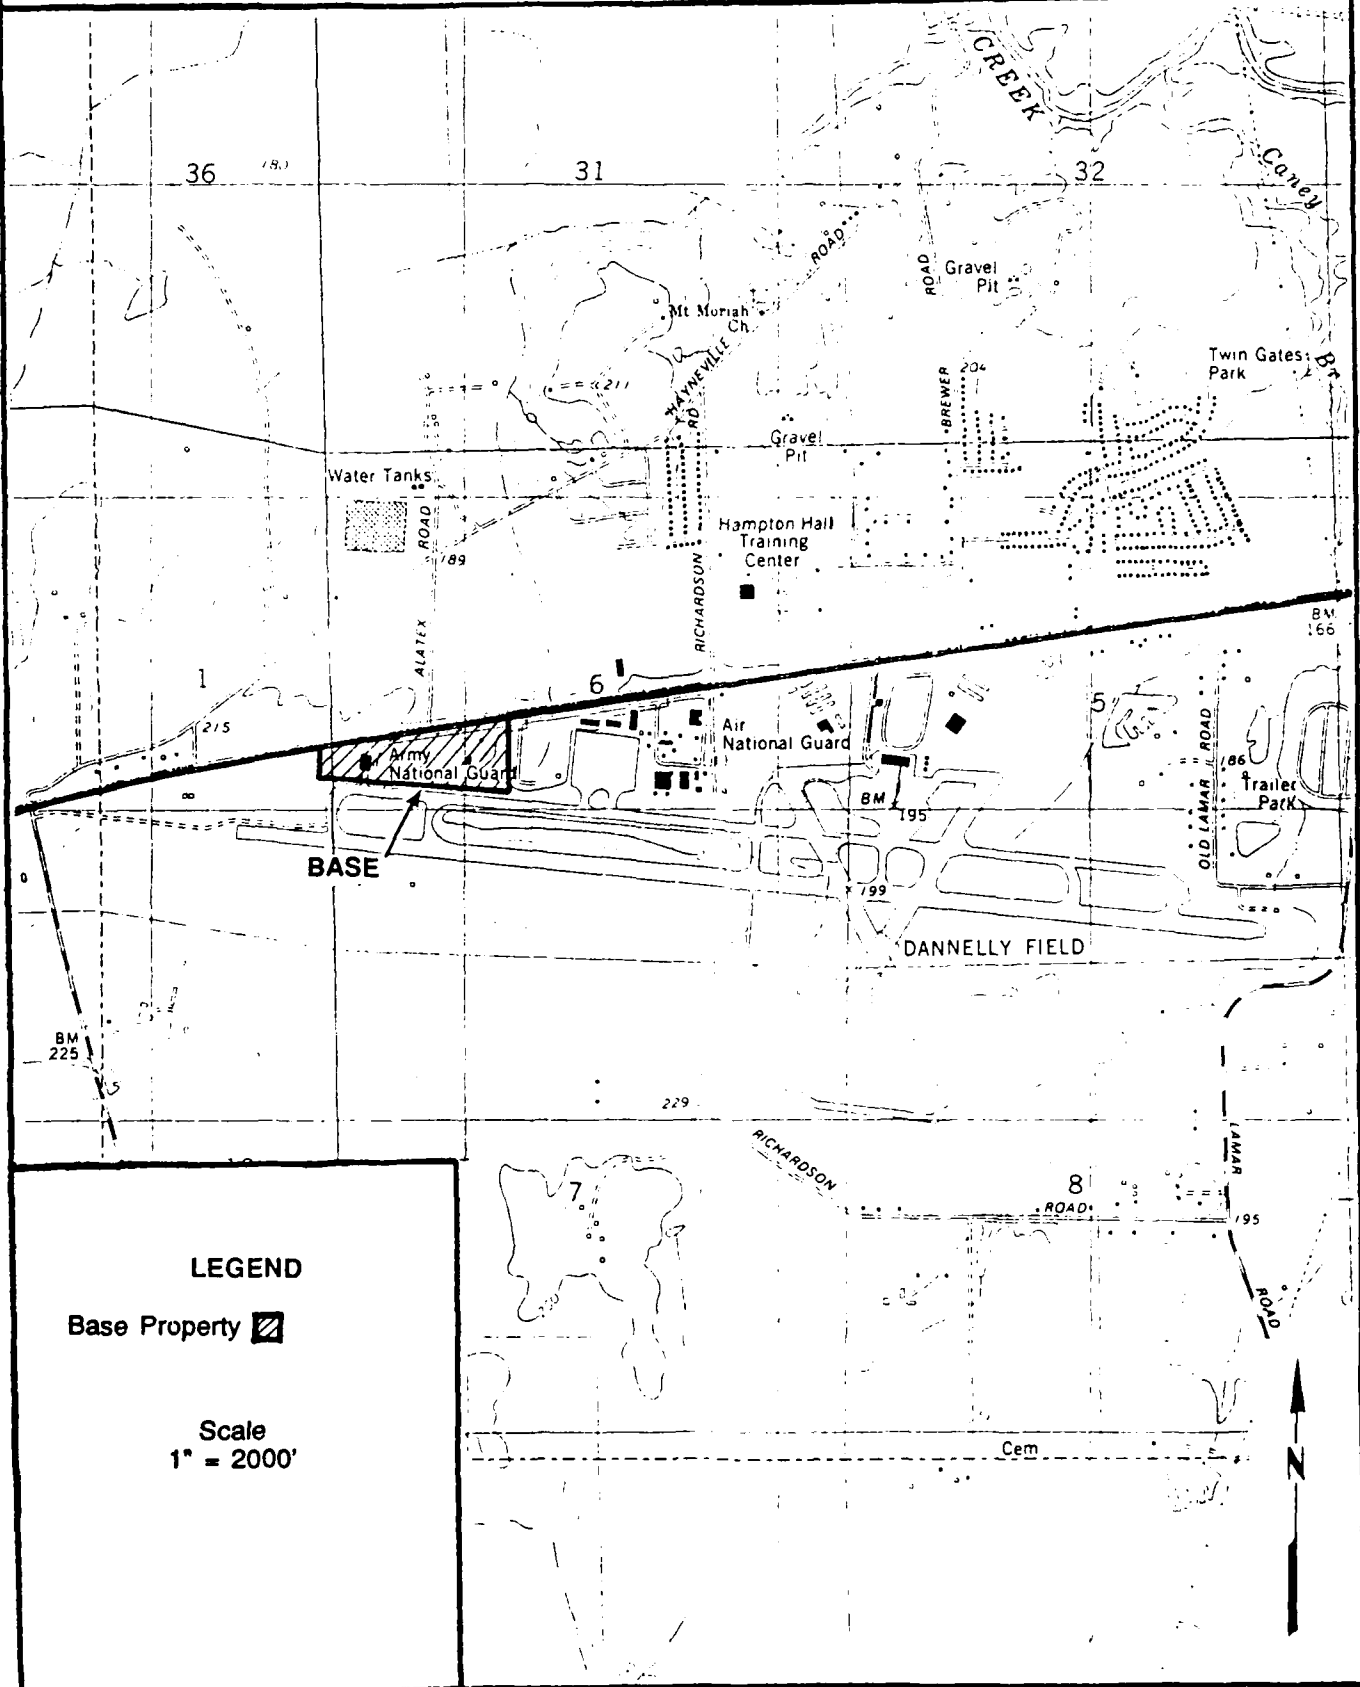 CREEK
Caney
36
31
32
ROAD
ROAD
Gravel
Pit
Mt Moriah
Ch
HAYNEVILLE
RD
Twin Gates
Park
Br
BREWER
204
211
Gravel
Pit
Water Tanks
ROAD
189
Hampton Hall
Training
Center
RICHARDSON
ALATEX
BM
166
1
6
5
215
Army
National Guard
Air
National Guard
BM
195
OLD LAMAR ROAD
186
Trailer
Park
BASE
199
DANNELLY FIELD
BM
225
229
RICHARDSON
ROAD
7
8
LAMAR
195
ROAD
LEGEND
Base Property
Scale
1" = 2000'
Cem
N